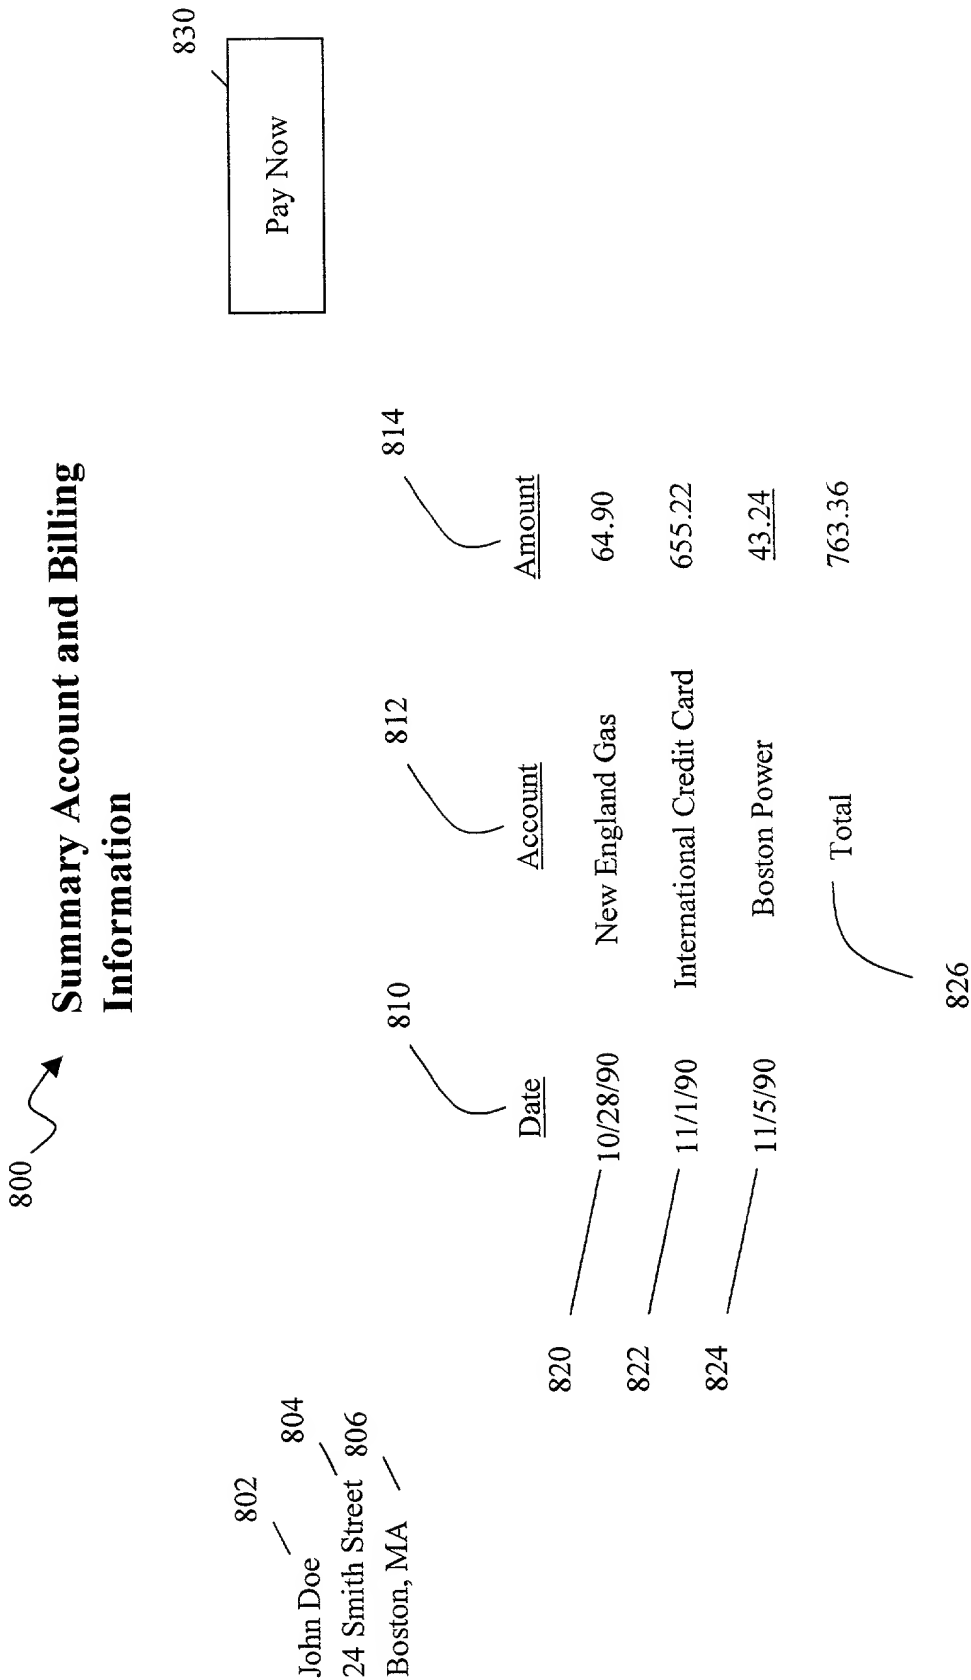 800
Summary Account and Billing
Information
802
John Doe
804
24 Smith Street
806
Boston, MA
830
Pay Now
810 812 814
Date Account Amount
820 10/28/90 New England Gas 64.90
822 11/1/90 International Credit Card 655.22
824 11/5/90 Boston Power 43.24
Total 763.36
826